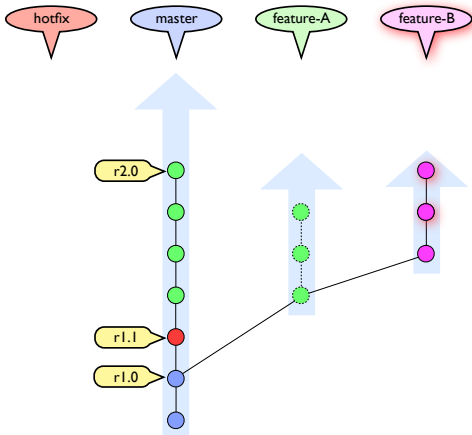 hotfix
master
feature-A
feature-B
r2.0
r1.1
r1.0